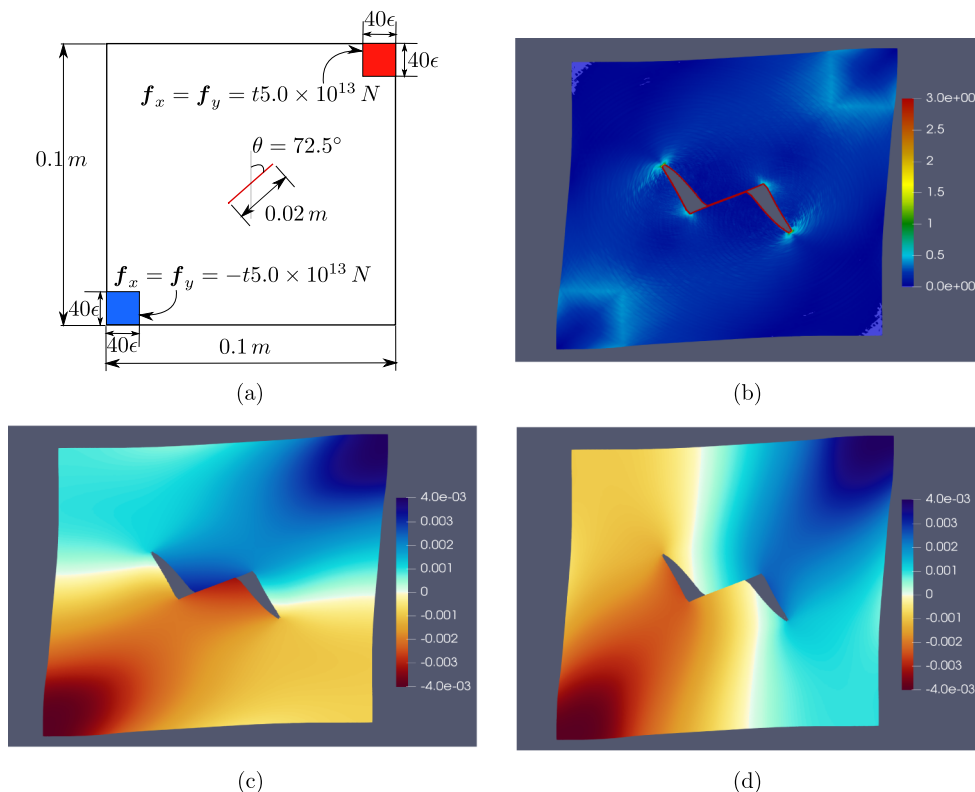 40ϵ
40ϵ
f_x = f_y = t5.0 × 10^13 N
θ = 72.5°
0.1 m
0.02 m
f_x = f_y = −t5.0 × 10^13 N
40ϵ
40ϵ
0.1 m
(a)
3.0e+00
2.5
2
1.5
1
0.5
0.0e+00
(b)
4.0e-03
0.003
0.002
0.001
0
-0.001
-0.002
-0.003
-4.0e-03
(c)
4.0e-03
0.003
0.002
0.001
0
-0.001
-0.002
-0.003
-4.0e-03
(d)